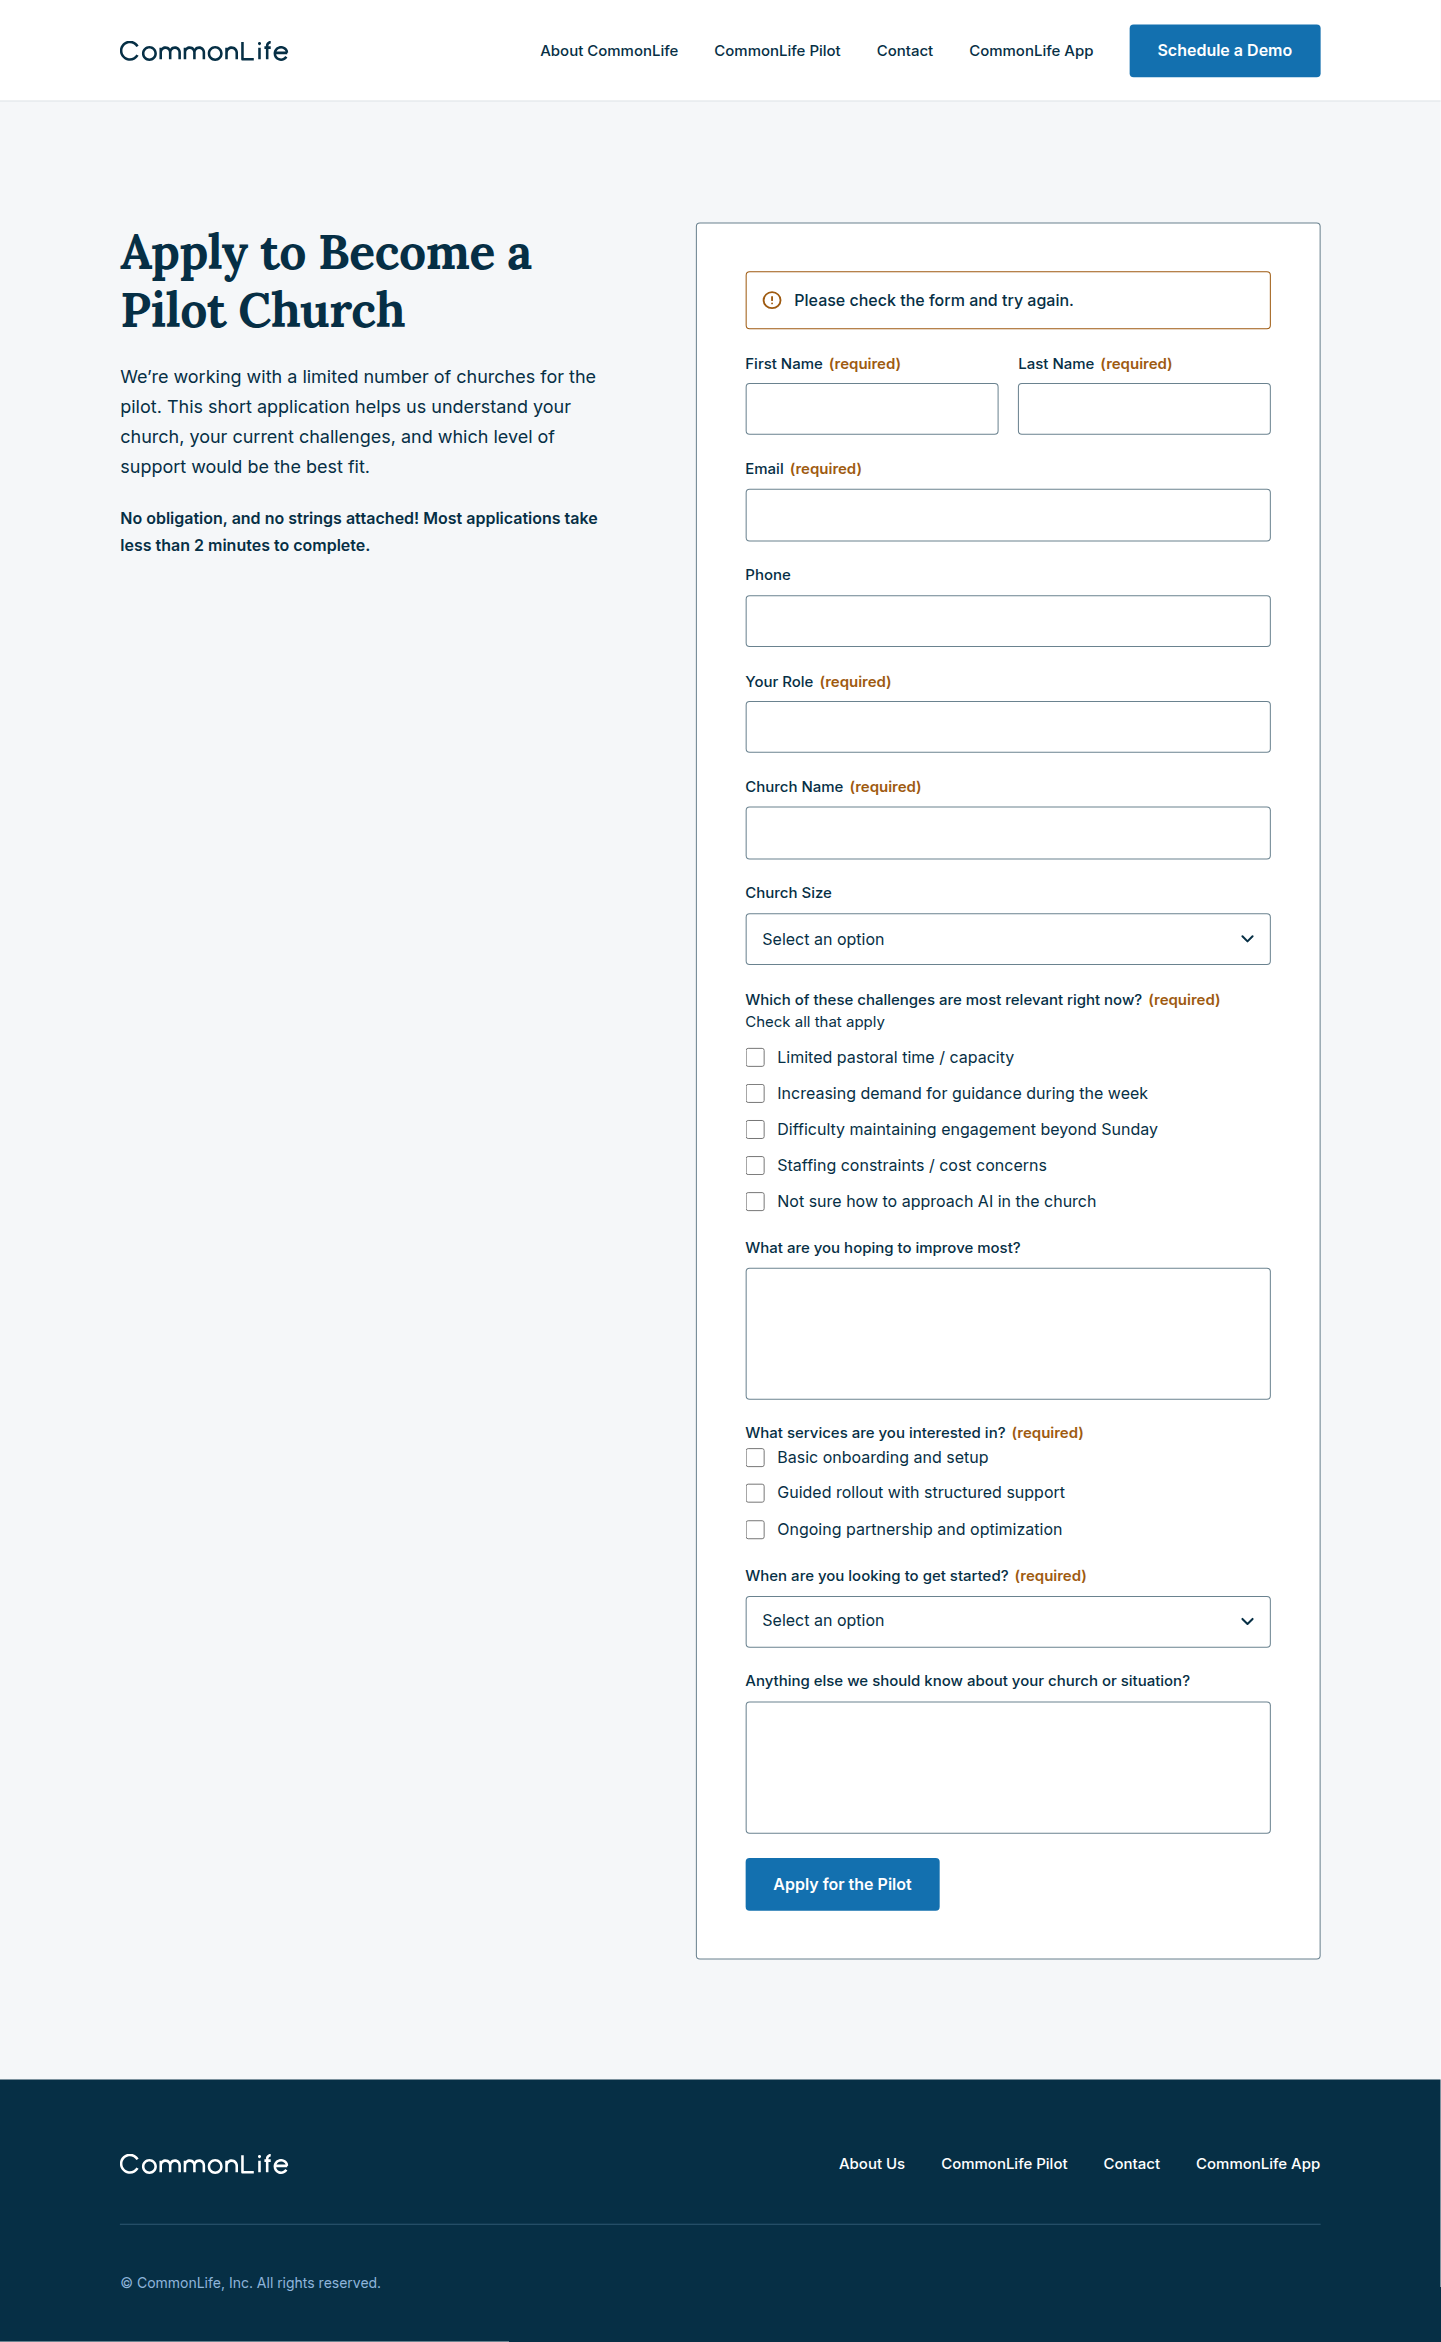 CommonLife
About CommonLife
CommonLife Pilot
Contact
CommonLife App
Schedule a Demo
Apply to Become a
Pilot Church
We’re working with a limited number of churches for the
pilot. This short application helps us understand your
church, your current challenges, and which level of
support would be the best fit.
No obligation, and no strings attached! Most applications take
less than 2 minutes to complete.
Please check the form and try again.
First Name (required)
Last Name (required)
Email (required)
Phone
Your Role (required)
Church Name (required)
Church Size
Select an option
Which of these challenges are most relevant right now? (required)
Check all that apply
Limited pastoral time / capacity
Increasing demand for guidance during the week
Difficulty maintaining engagement beyond Sunday
Staffing constraints / cost concerns
Not sure how to approach AI in the church
What are you hoping to improve most?
What services are you interested in? (required)
Basic onboarding and setup
Guided rollout with structured support
Ongoing partnership and optimization
When are you looking to get started? (required)
Select an option
Anything else we should know about your church or situation?
Apply for the Pilot
CommonLife
About Us
CommonLife Pilot
Contact
CommonLife App
© CommonLife, Inc. All rights reserved.